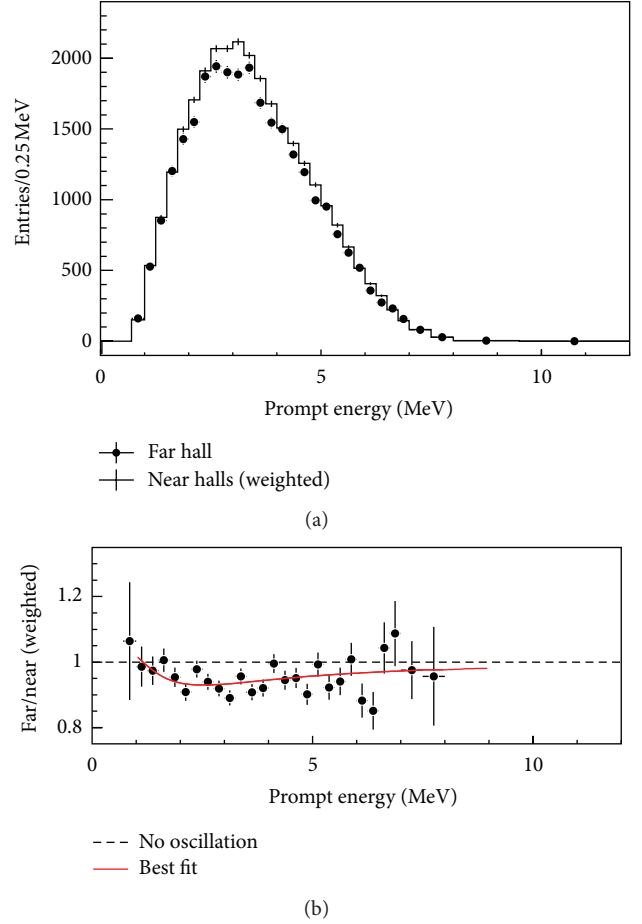 2000
1500
1000
500
0
Entries/0.25 MeV
0 5 10
Prompt energy (MeV)
Far hall
Near halls (weighted)
(a)
1.2
1
0.8
Far/near (weighted)
0 5 10
Prompt energy (MeV)
No oscillation
Best fit
(b)